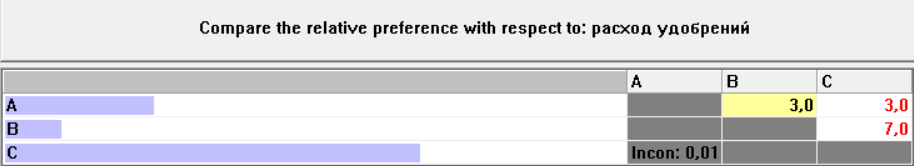 Compare the relative preference with respect to: расход удобрений
A B C
A 3,0 3,0
B 7,0
C Incon: 0,01